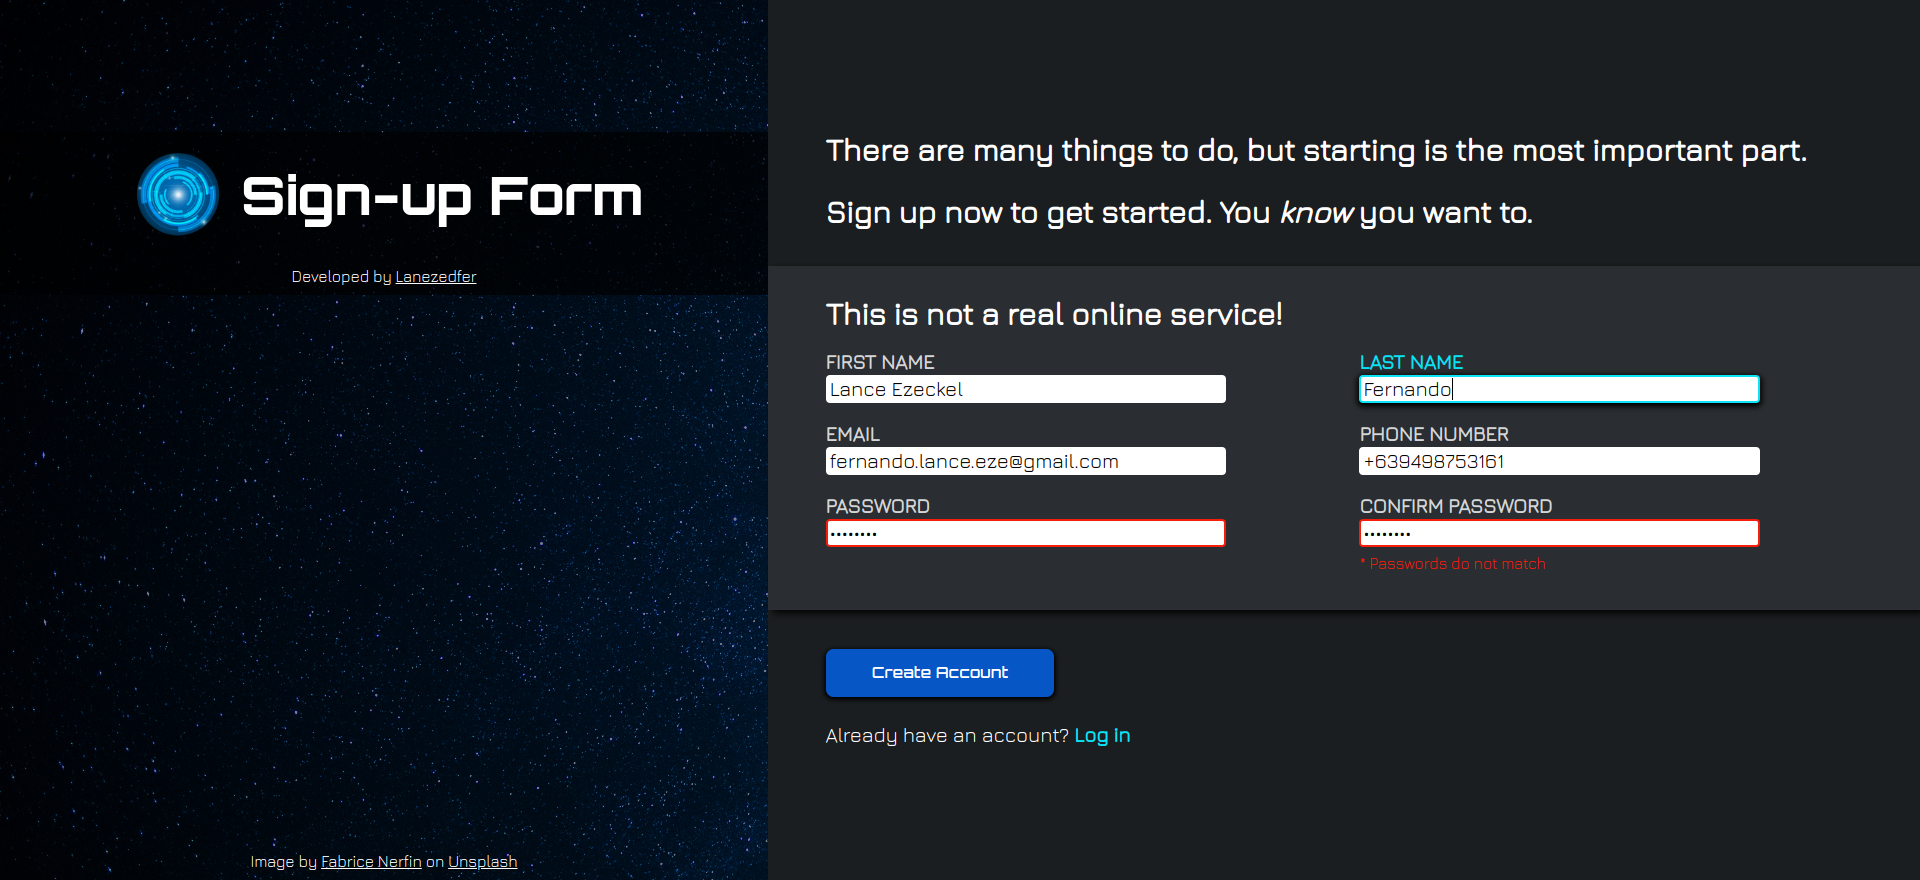 Sign-up Form
Developed by Lanezedfer
Image by Fabrice Nerfin on Unsplash
There are many things to do, but starting is the most important part.
Sign up now to get started. You know you want to.
This is not a real online service!
FIRST NAME
Lance Ezeckel
LAST NAME
Fernando
EMAIL
fernando.lance.eze@gmail.com
PHONE NUMBER
+639498753161
PASSWORD
••••••••
CONFIRM PASSWORD
••••••••
* Passwords do not match
Create Account
Already have an account? Log in